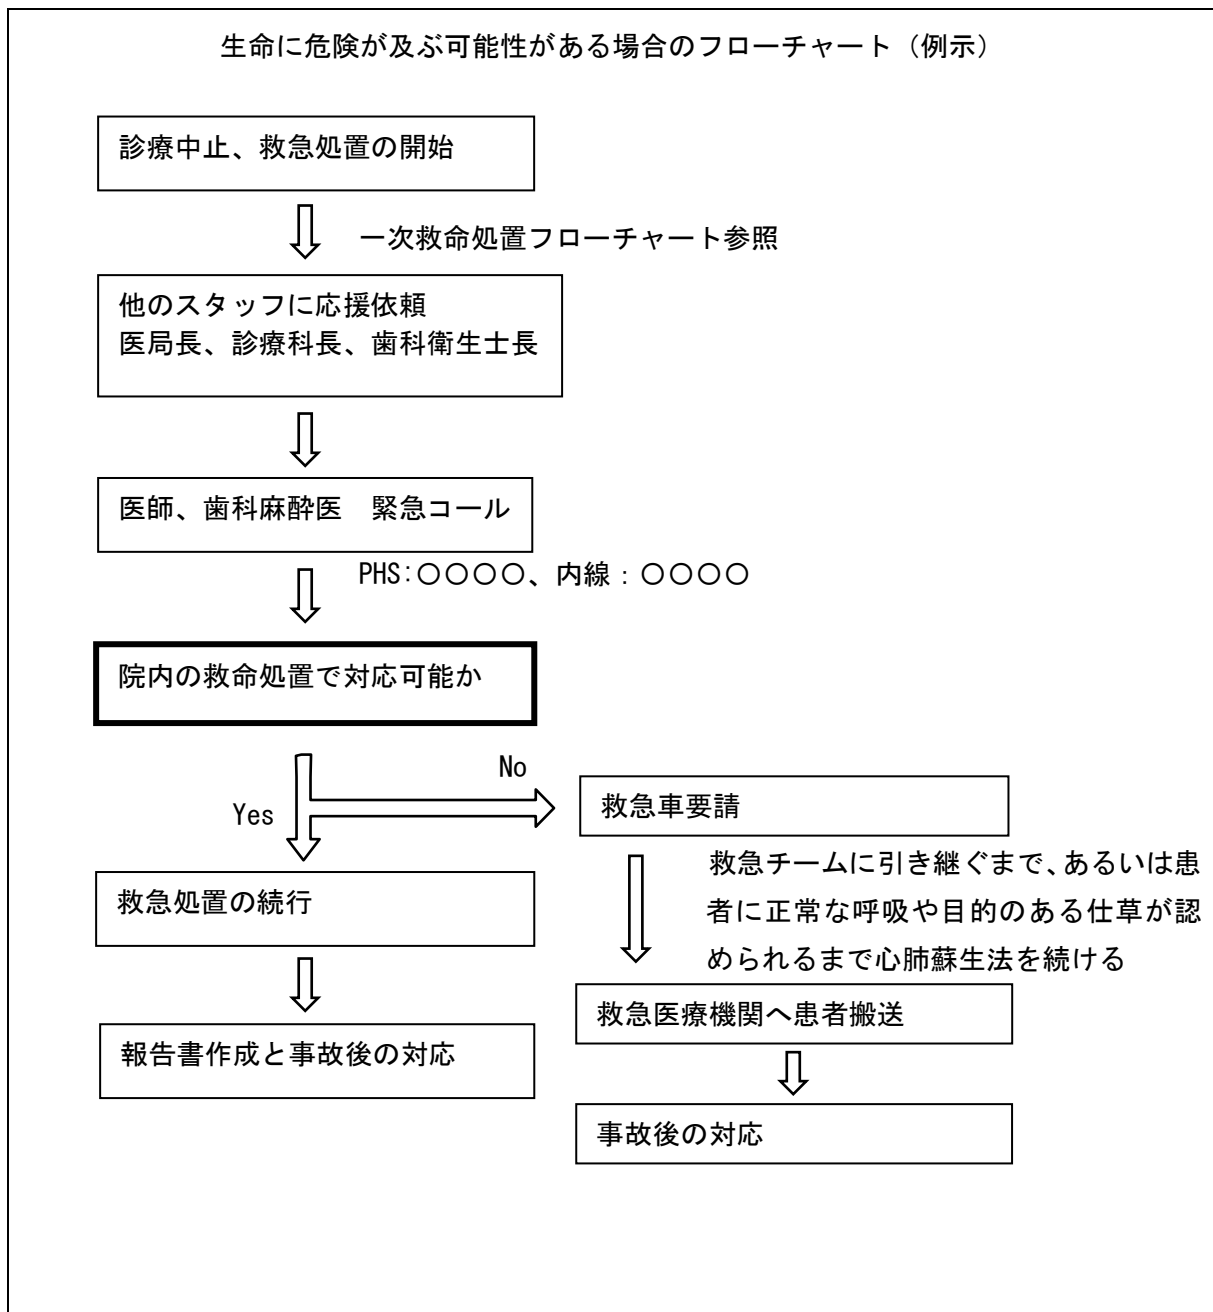 生命に危険が及ぶ可能性がある場合のフローチャート（例示）
診療中止、救急処置の開始
一次救命処置フローチャート参照
他のスタッフに応援依頼
医局長、診療科長、歯科衛生士長
医師、歯科麻酔医　緊急コール
PHS:〇〇〇〇、内線：〇〇〇〇
院内の救命処置で対応可能か
No
Yes
救急車要請
救急チームに引き継ぐまで、あるいは患
者に正常な呼吸や目的のある仕草が認
められるまで心肺蘇生法を続ける
救急処置の続行
救急医療機関へ患者搬送
報告書作成と事故後の対応
事故後の対応